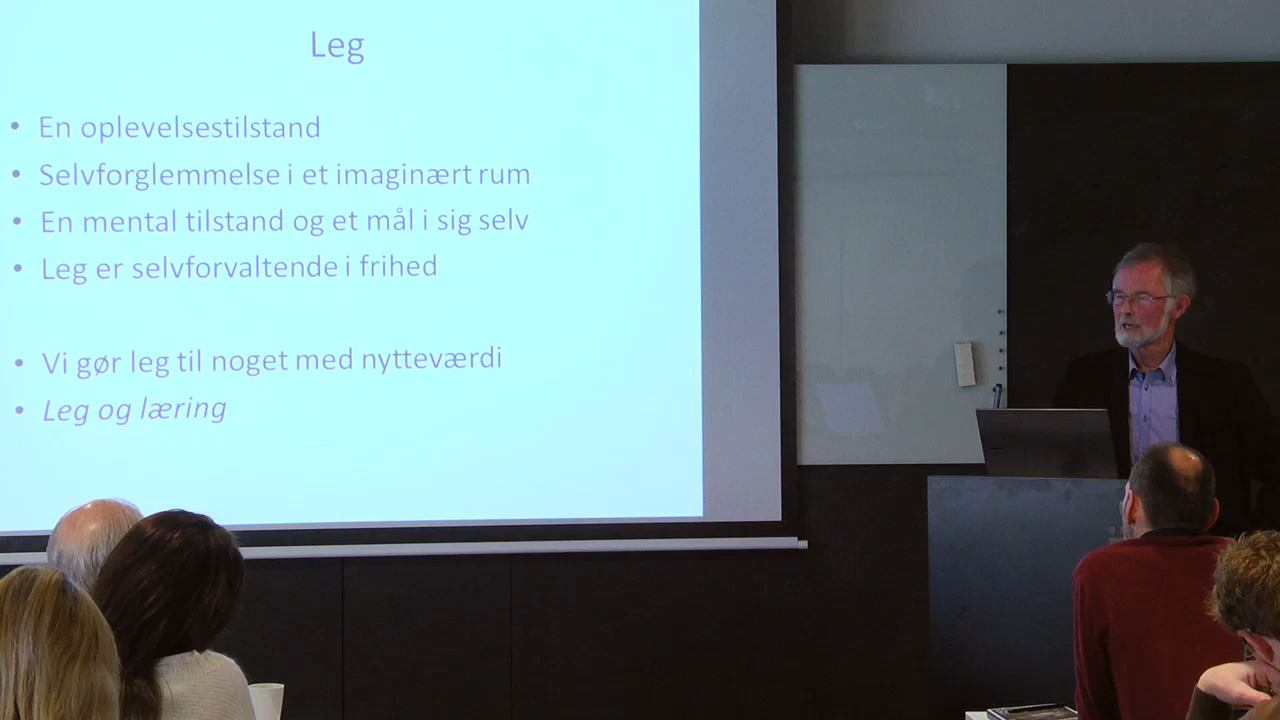 Leg
• En oplevelsestilstand
• Selvforglemmelse i et imaginært rum
• En mental tilstand og et mål i sig selv
• Leg er selvforvaltende i frihed
• Vi gør leg til noget med nytteværdi
• Leg og læring